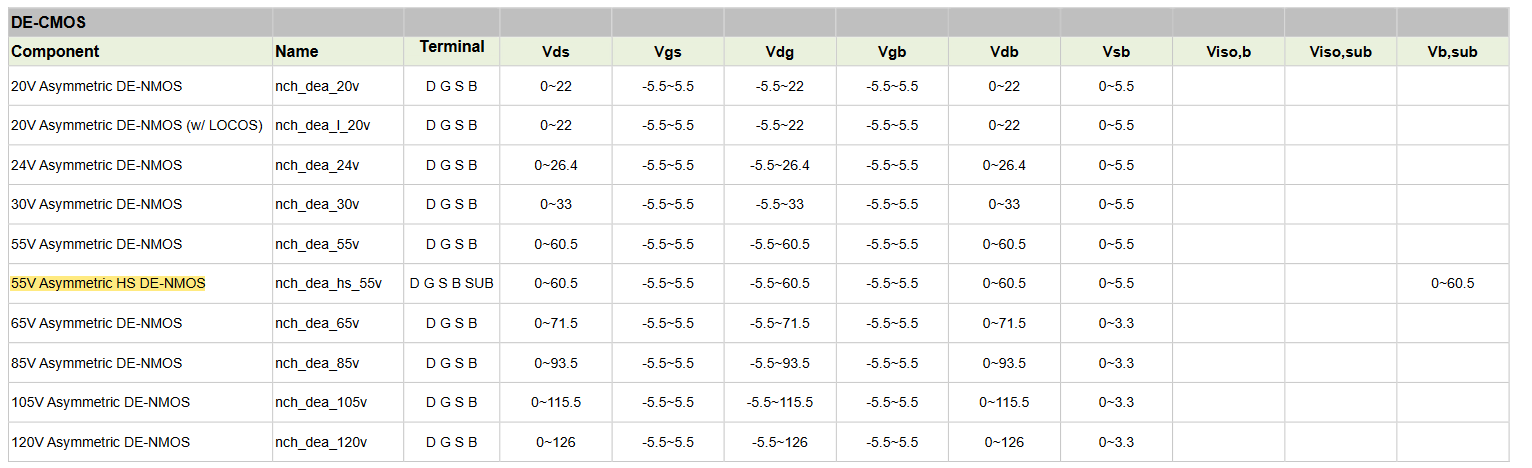 DE-CMOS
Component Name Terminal Vds Vgs Vdg Vgb Vdb Vsb Viso,b Viso,sub Vb,sub
20V Asymmetric DE-NMOS nch_dea_20v D G S B 0~22 -5.5~5.5 -5.5~22 -5.5~5.5 0~22 0~5.5
20V Asymmetric DE-NMOS (w/ LOCOS) nch_dea_l_20v D G S B 0~22 -5.5~5.5 -5.5~22 -5.5~5.5 0~22 0~5.5
24V Asymmetric DE-NMOS nch_dea_24v D G S B 0~26.4 -5.5~5.5 -5.5~26.4 -5.5~5.5 0~26.4 0~5.5
30V Asymmetric DE-NMOS nch_dea_30v D G S B 0~33 -5.5~5.5 -5.5~33 -5.5~5.5 0~33 0~5.5
55V Asymmetric DE-NMOS nch_dea_55v D G S B 0~60.5 -5.5~5.5 -5.5~60.5 -5.5~5.5 0~60.5 0~5.5
55V Asymmetric HS DE-NMOS nch_dea_hs_55v D G S B SUB 0~60.5 -5.5~5.5 -5.5~60.5 -5.5~5.5 0~60.5 0~5.5 0~60.5
65V Asymmetric DE-NMOS nch_dea_65v D G S B 0~71.5 -5.5~5.5 -5.5~71.5 -5.5~5.5 0~71.5 0~3.3
85V Asymmetric DE-NMOS nch_dea_85v D G S B 0~93.5 -5.5~5.5 -5.5~93.5 -5.5~5.5 0~93.5 0~3.3
105V Asymmetric DE-NMOS nch_dea_105v D G S B 0~115.5 -5.5~5.5 -5.5~115.5 -5.5~5.5 0~115.5 0~3.3
120V Asymmetric DE-NMOS nch_dea_120v D G S B 0~126 -5.5~5.5 -5.5~126 -5.5~5.5 0~126 0~3.3